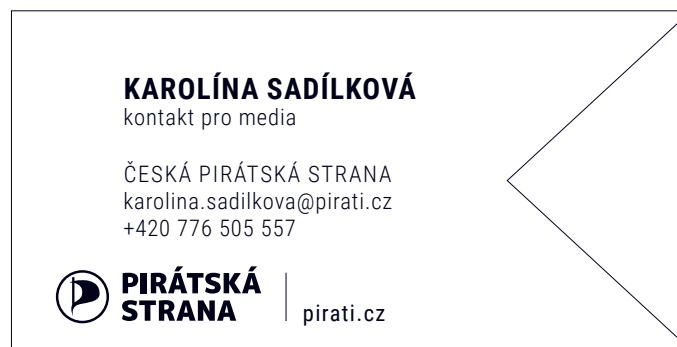 KAROLÍNA SADÍLKOVÁ
kontakt pro media
ČESKÁ PIRÁTSKÁ STRANA
karolina.sadilkova@pirati.cz
+420 776 505 557
PIRÁTSKÁ
STRANA
pirati.cz